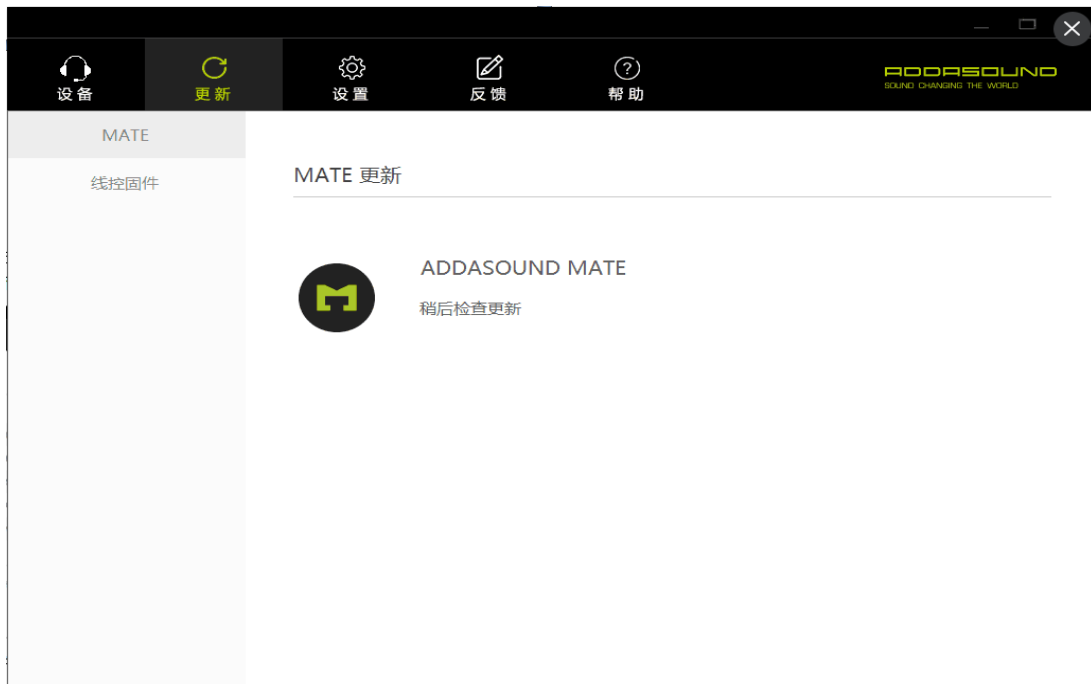 设备
更新
设置
反馈
帮助
ADDASOUND
SOUND CHANGING THE WORLD
MATE
线控固件
MATE 更新
ADDASOUND MATE
稍后检查更新